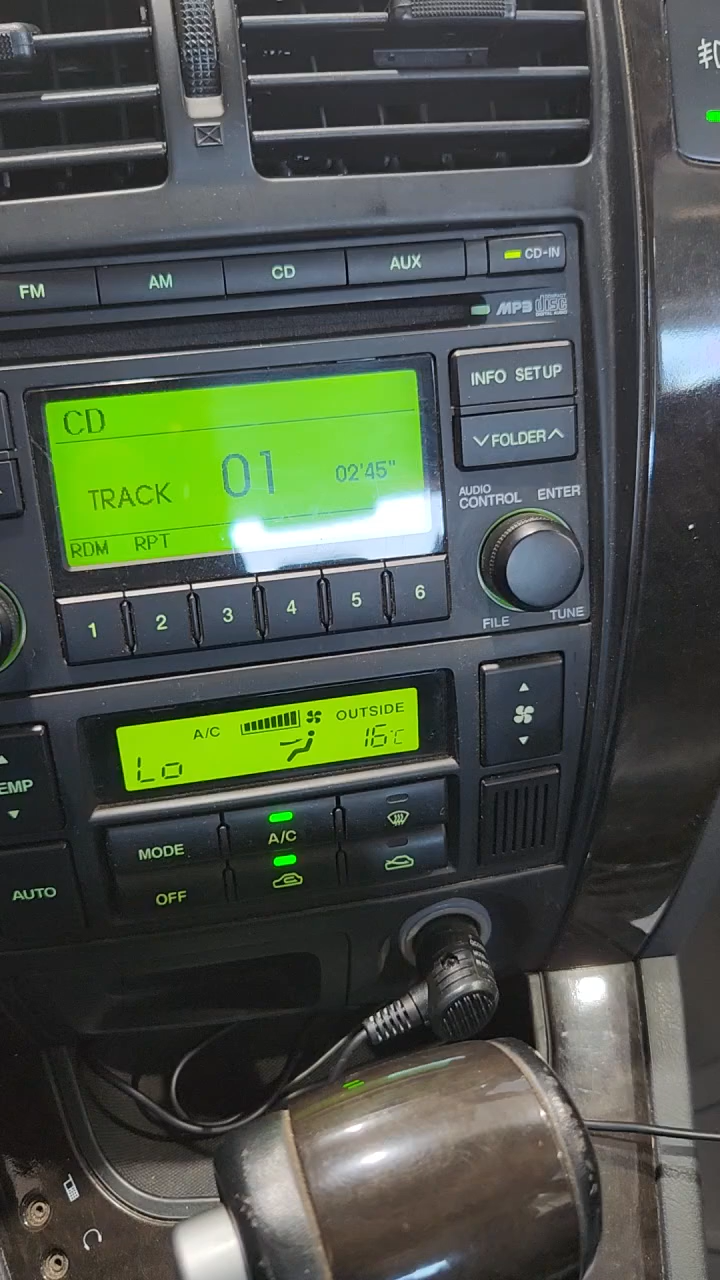 FM AM CD AUX CD-IN
MP3 disc
INFO SETUP
FOLDER
CD
TRACK 01 02'45"
RDM RPT
AUDIO CONTROL ENTER
FILE TUNE
1 2 3 4 5 6
A/C OUTSIDE
Lo 16°C
EMP
MODE A/C
AUTO OFF